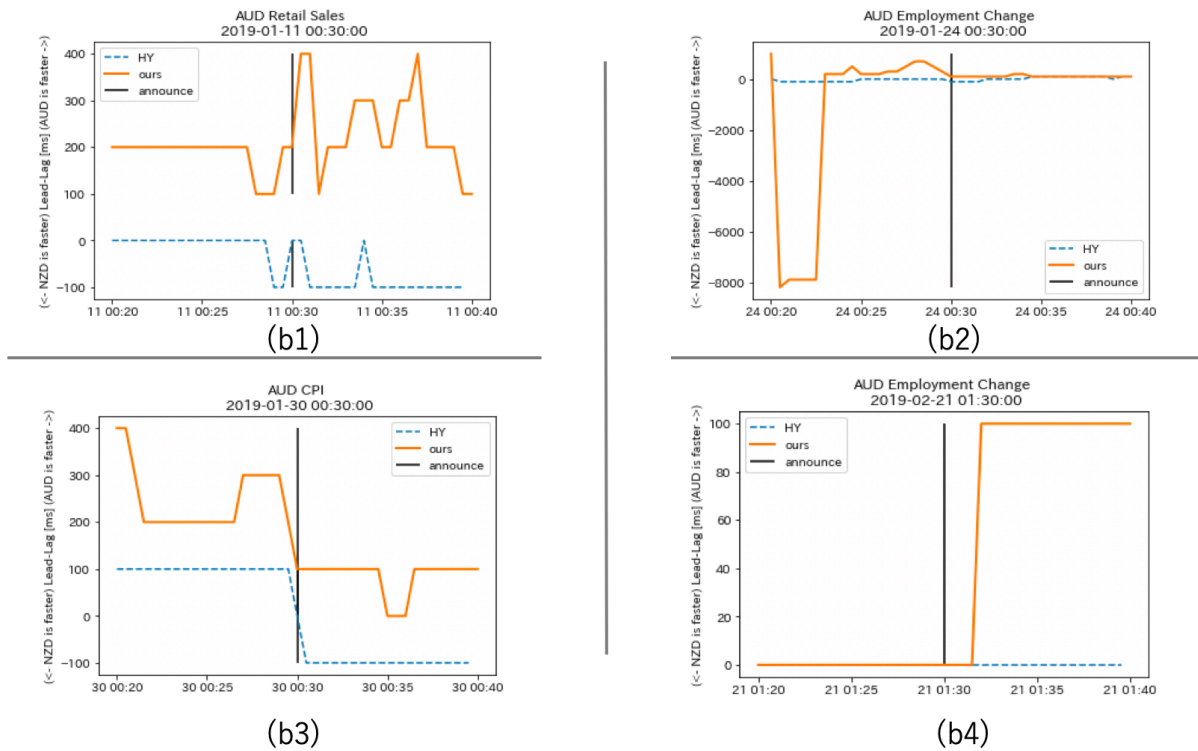 AUD Retail Sales
2019-01-11 00:30:00
(<- NZD is faster) Lead-Lag [ms] (AUD is faster ->)
400
300
200
100
0
−100
HY
ours
announce
11 00:20
11 00:25
11 00:30
11 00:35
11 00:40
(b1)
AUD Employment Change
2019-01-24 00:30:00
(<- NZD is faster) Lead-Lag [ms] (AUD is faster ->)
0
−2000
−4000
−6000
−8000
HY
ours
announce
24 00:20
24 00:25
24 00:30
24 00:35
24 00:40
(b2)
AUD CPI
2019-01-30 00:30:00
(<- NZD is faster) Lead-Lag [ms] (AUD is faster ->)
400
300
200
100
0
−100
HY
ours
announce
30 00:20
30 00:25
30 00:30
30 00:35
30 00:40
(b3)
AUD Employment Change
2019-02-21 01:30:00
(<- NZD is faster) Lead-Lag [ms] (AUD is faster ->)
100
80
60
40
20
0
HY
ours
announce
21 01:20
21 01:25
21 01:30
21 01:35
21 01:40
(b4)